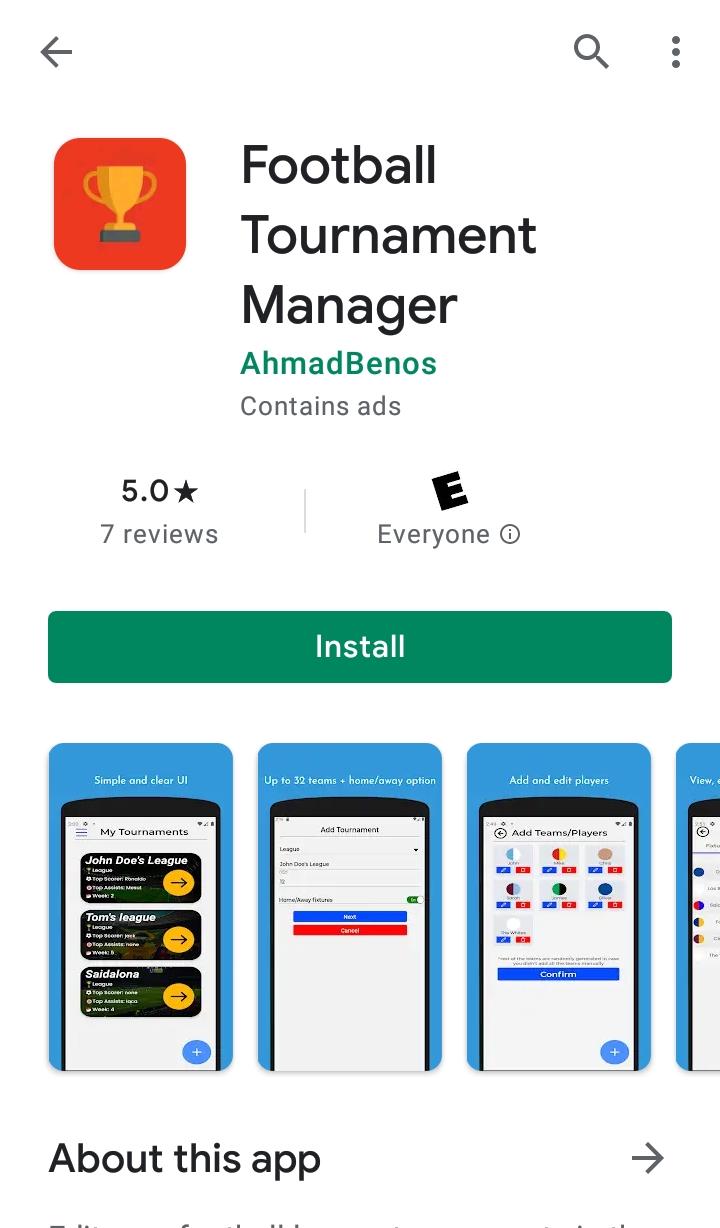 Football
Tournament
Manager
AhmadBenos
Contains ads
5.0★
7 reviews
E
Everyone
Install
Simple and clear UI
My Tournaments
John Doe's League
League
Top Scorer: Ronaldo
Top Assists: Messi
Week: 2
Tom's league
League
Top Scorer: jack
Top Assists: none
Week: 5
Saidalona
League
Top Scorer: none
Top Assists: laca
Week: 4
Up to 32 teams + home/away option
Add Tournament
League
John Doe's League
12
Home/Away fixtures
On
Next
Cancel
Add and edit players
Add Teams/Players
John
Mike
Chris
Sarah
James
Oliver
The Whites
Confirm
View, e
About this app